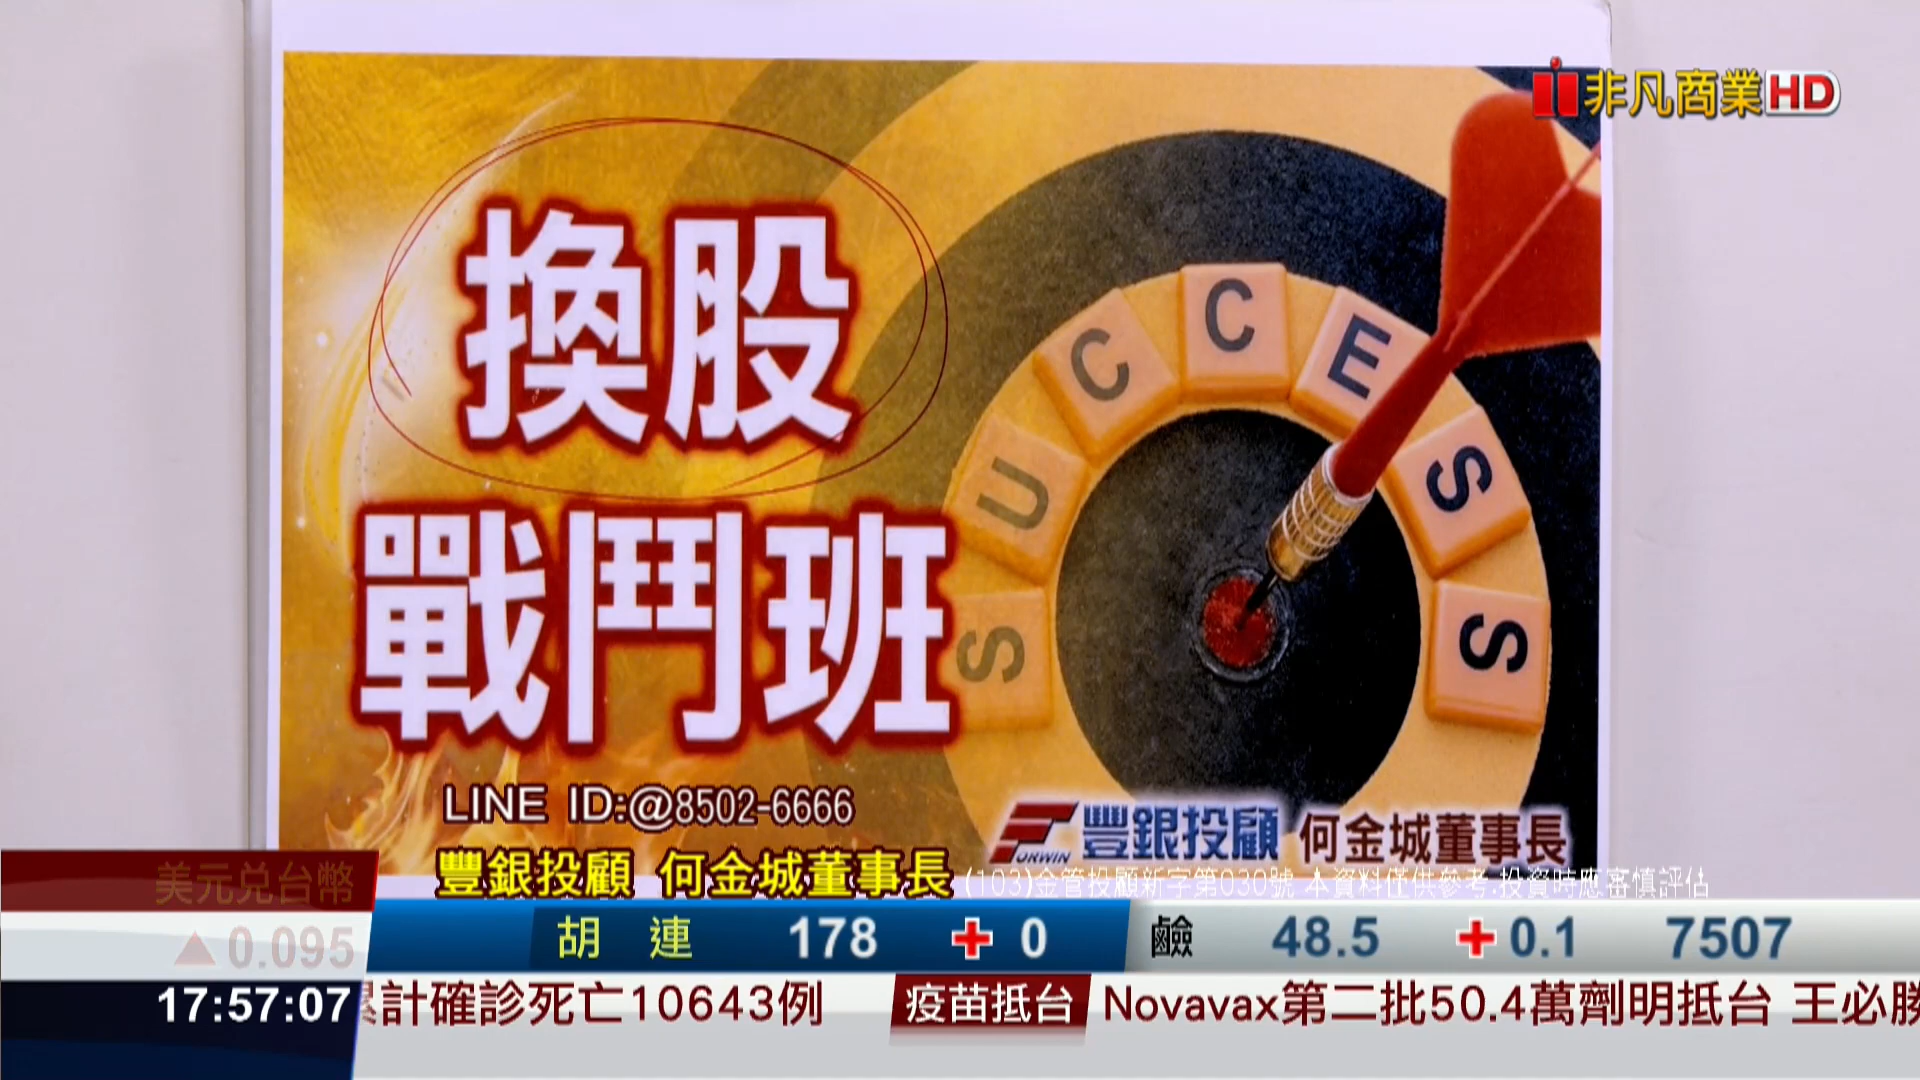 非凡商業HD
換股
戰鬥班
SUCCESS
LINE ID:@8502-6666
FORWIN 豐銀投顧 何金城董事長
豐銀投顧 何金城董事長 (103)金管投顧新字第030號 本資料僅供參考.投資時應審慎評估
美元兑台幣
▲0.095
胡連 178 + 0 鹼 48.5 + 0.1 7507
17:57:07
計確診死亡10643例 疫苗抵台 Novavax第二批50.4萬劑明抵台 王必勝